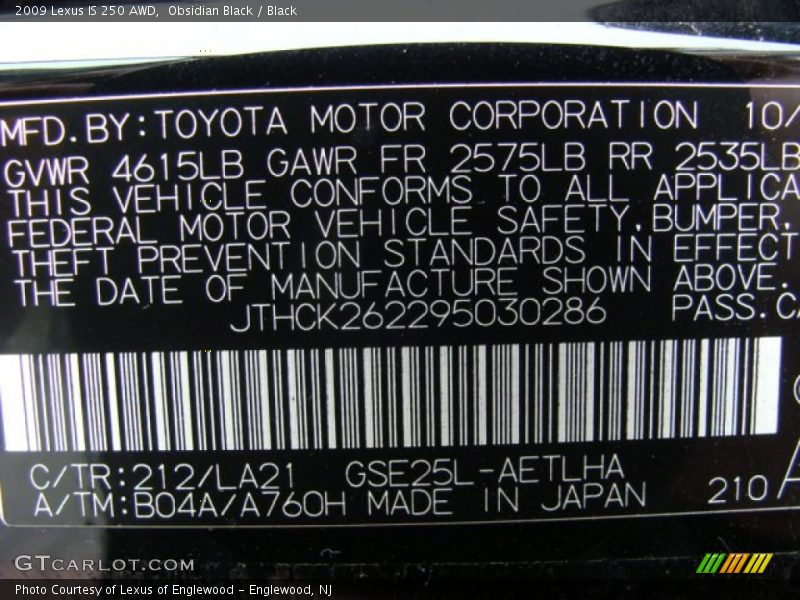 2009 Lexus IS 250 AWD,  Obsidian Black / Black
MFD.BY:TOYOTA MOTOR CORPORATION 10/
GVWR 4615LB GAWR FR 2575LB RR 2535LB
THIS VEHICLE CONFORMS TO ALL APPLICA
FEDERAL MOTOR VEHICLE SAFETY,BUMPER,
THEFT PREVENTION STANDARDS IN EFFECT
THE DATE OF MANUFACTURE SHOWN ABOVE.
JTHCK262295030286 PASS.CA
C/TR:212/LA21 GSE25L-AETLHA
A/TM:B04A/A760H MADE IN JAPAN 210
GTCARLOT.COM
Photo Courtesy of Lexus of Englewood - Englewood, NJ